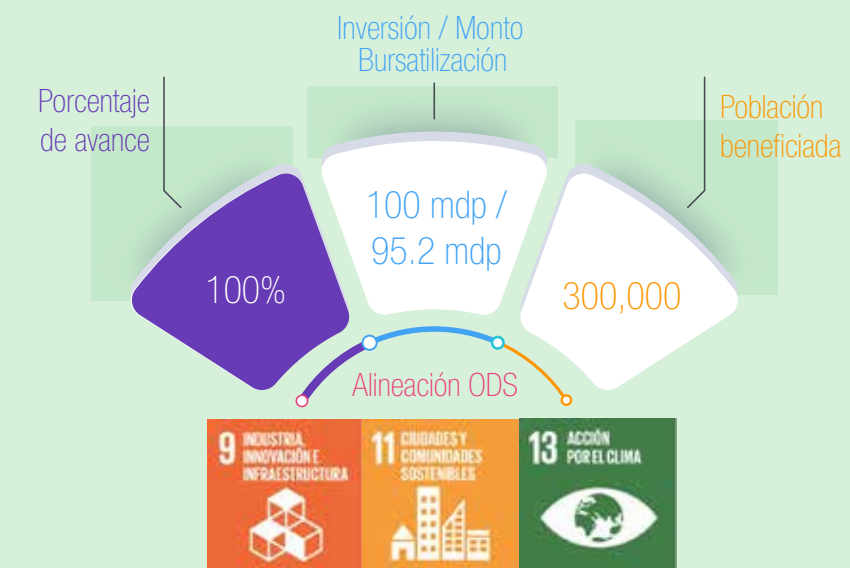 Inversión / Monto
Bursatilización
Porcentaje
de avance
Población
beneficiada
100%
100 mdp /
95.2 mdp
300,000
Alineación ODS
9 INDUSTRIA,
INNOVACIÓN E
INFRAESTRUCTURA
11 CIUDADES Y
COMUNIDADES
SOSTENIBLES
13 ACCIÓN
POR EL CLIMA